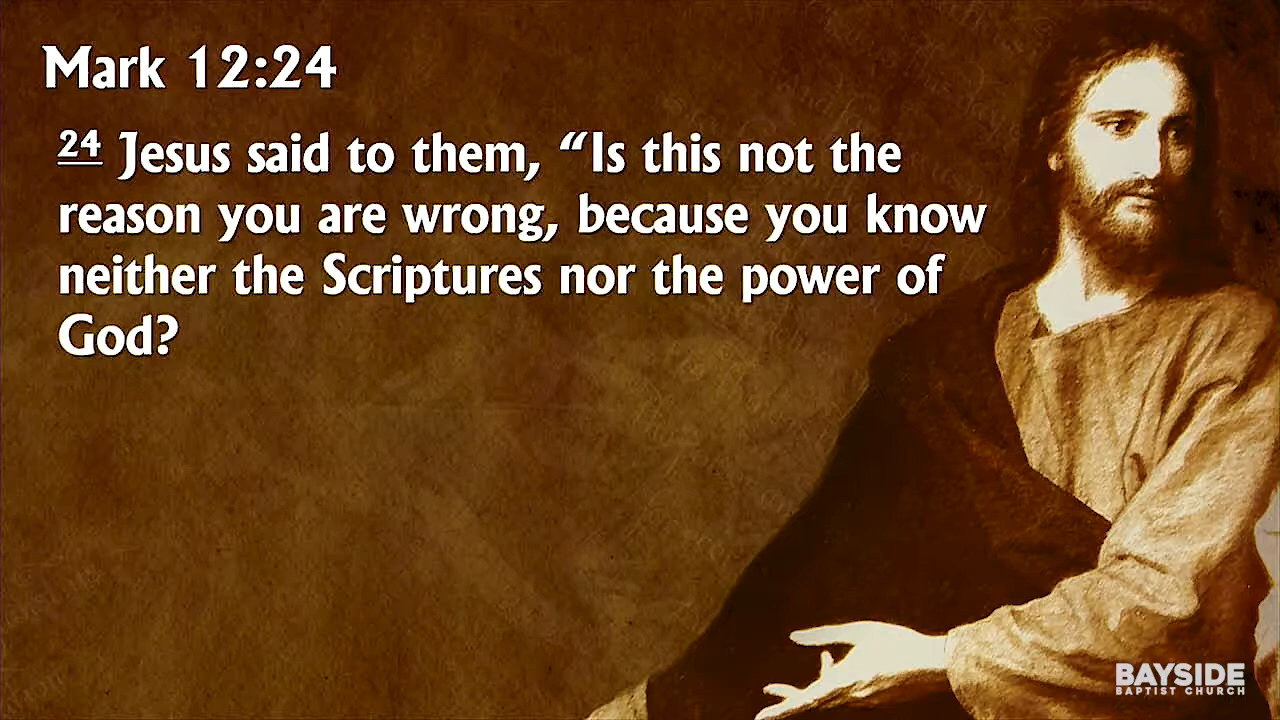 Mark 12:24
24 Jesus said to them, “Is this not the
reason you are wrong, because you know
neither the Scriptures nor the power of
God?
BAYSIDE
BAPTIST CHURCH